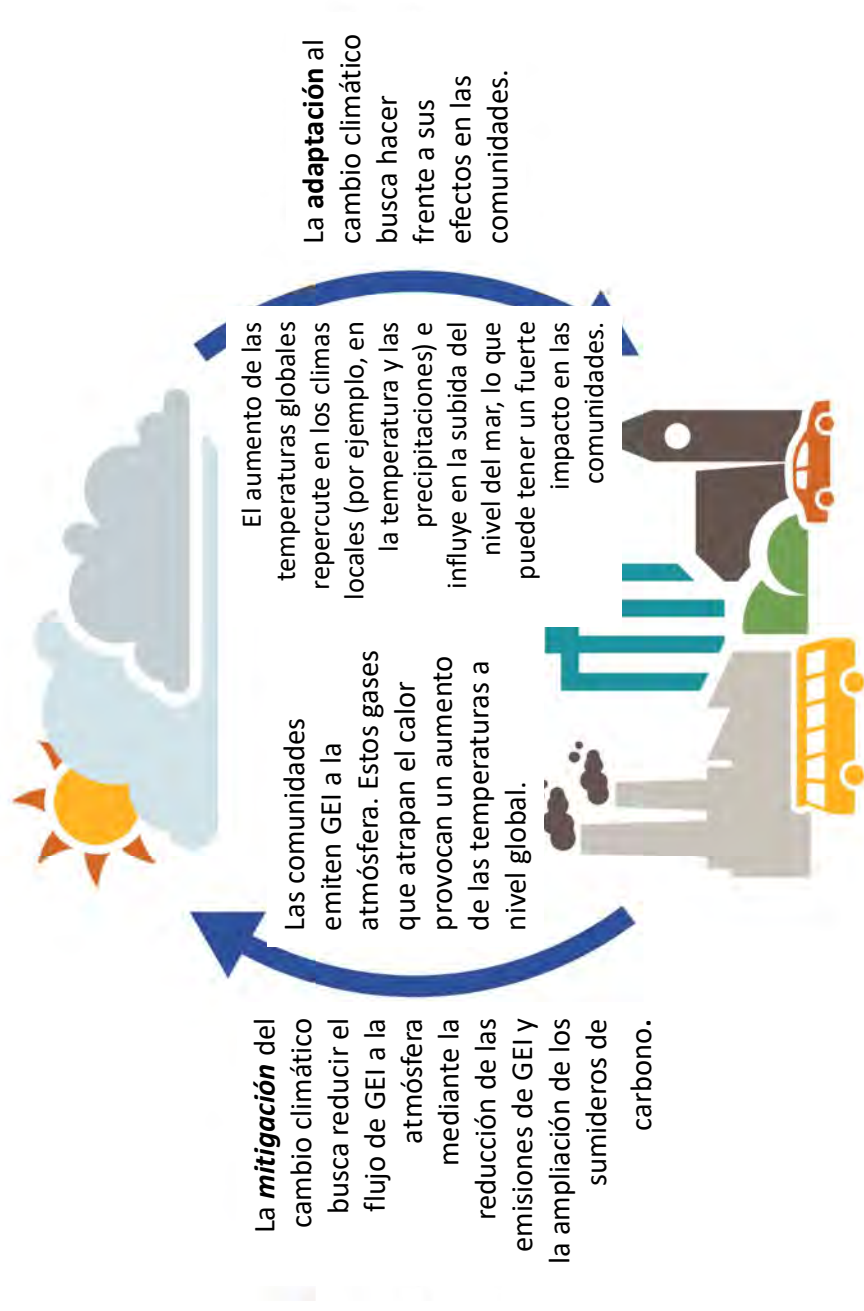 La mitigación del
cambio climático
busca reducir el
flujo de GEI a la
atmósfera
mediante la
reducción de las
emisiones de GEI y
la ampliación de los
sumideros de
carbono.
Las comunidades
emiten GEI a la
atmósfera. Estos gases
que atrapan el calor
provocan un aumento
de las temperaturas a
nivel global.
El aumento de las
temperaturas globales
repercute en los climas
locales (por ejemplo, en
la temperatura y las
precipitaciones) e
influye en la subida del
nivel del mar, lo que
puede tener un fuerte
impacto en las
comunidades.
La adaptación al
cambio climático
busca hacer
frente a sus
efectos en las
comunidades.